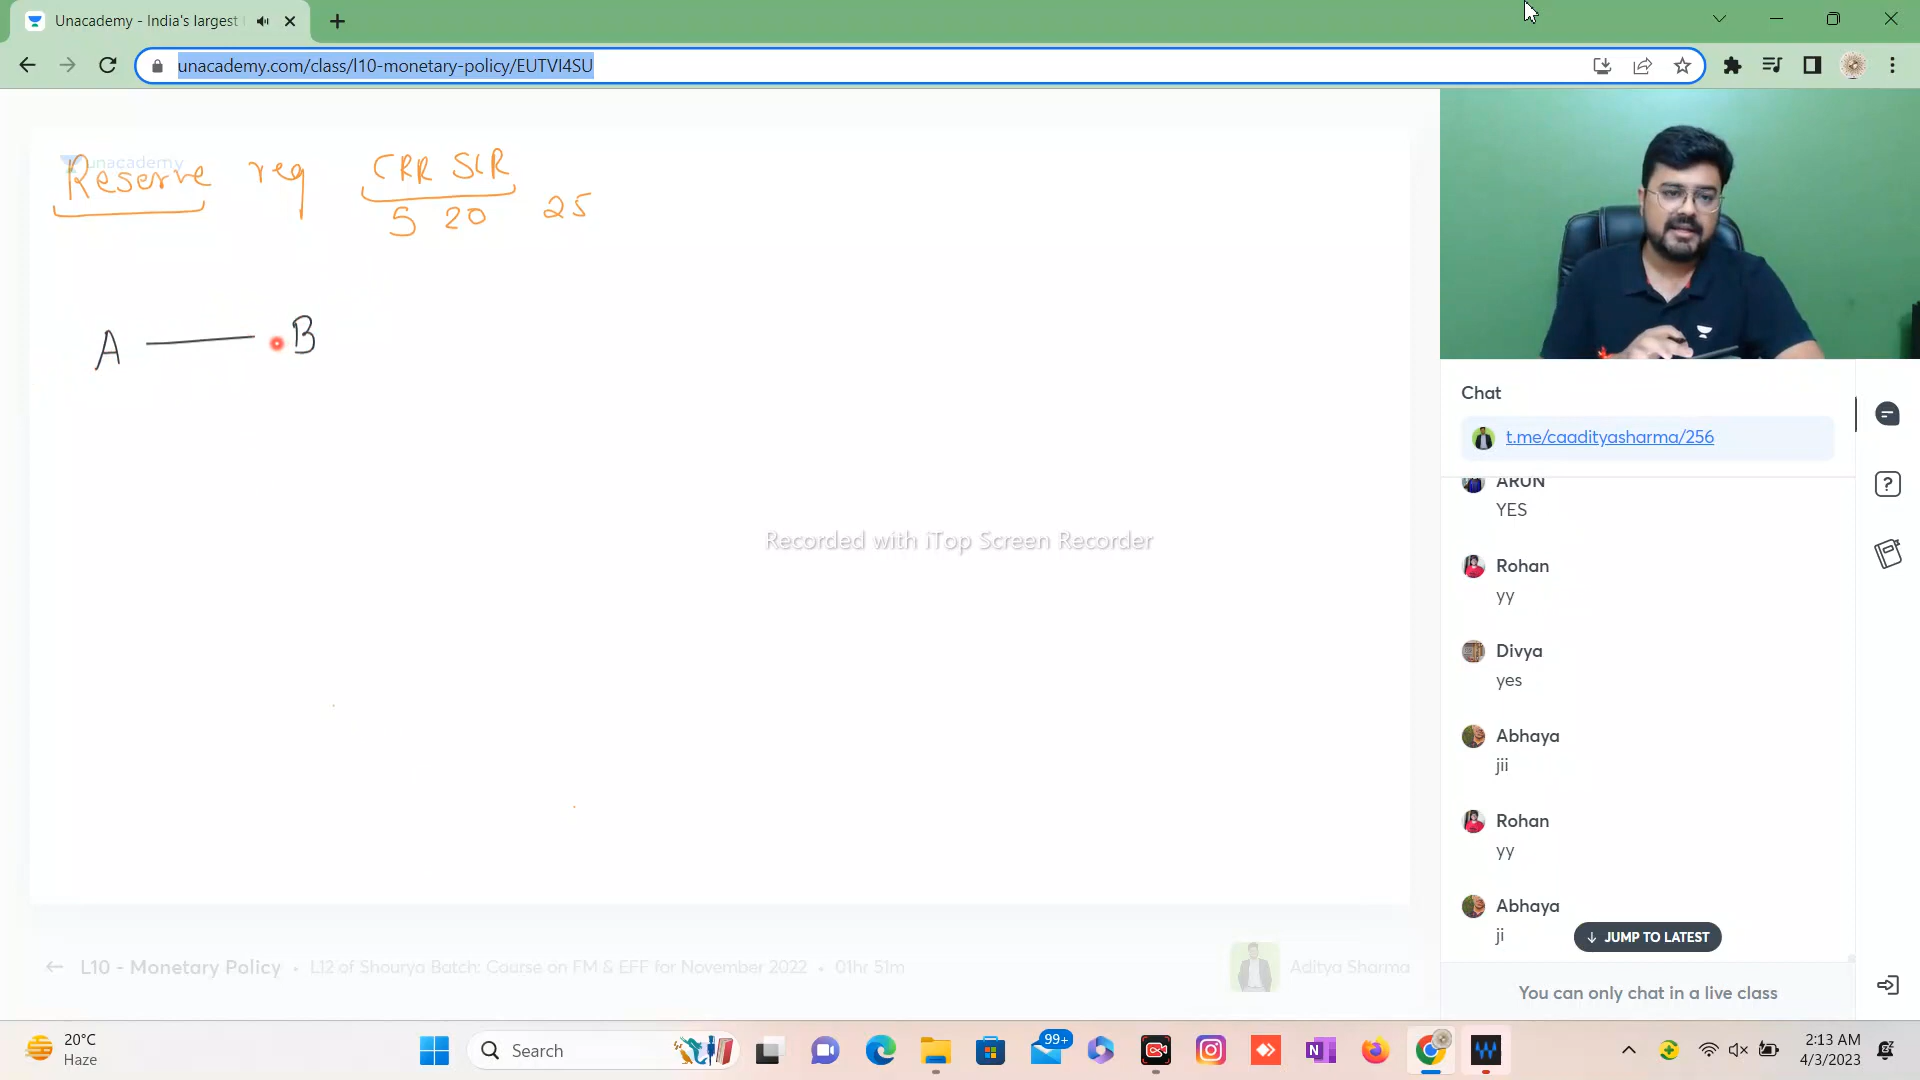 Unacademy - India's largest
unacademy.com/class/l10-monetary-policy/EUTVI4SU
unacademy
Reserve req CRR SLR
5 20 25
A B
Recorded with iTop Screen Recorder
Chat
t.me/caadityasharma/256
ARUN
YES
Rohan
yy
Divya
yes
Abhaya
jii
Rohan
yy
Abhaya
ji
JUMP TO LATEST
You can only chat in a live class
L10 - Monetary Policy • L12 of Shourya Batch: Course on FM & EFF for November 2022 • 01hr 51m
Aditya Sharma
20°C
Haze
Search
99+
2:13 AM
4/3/2023